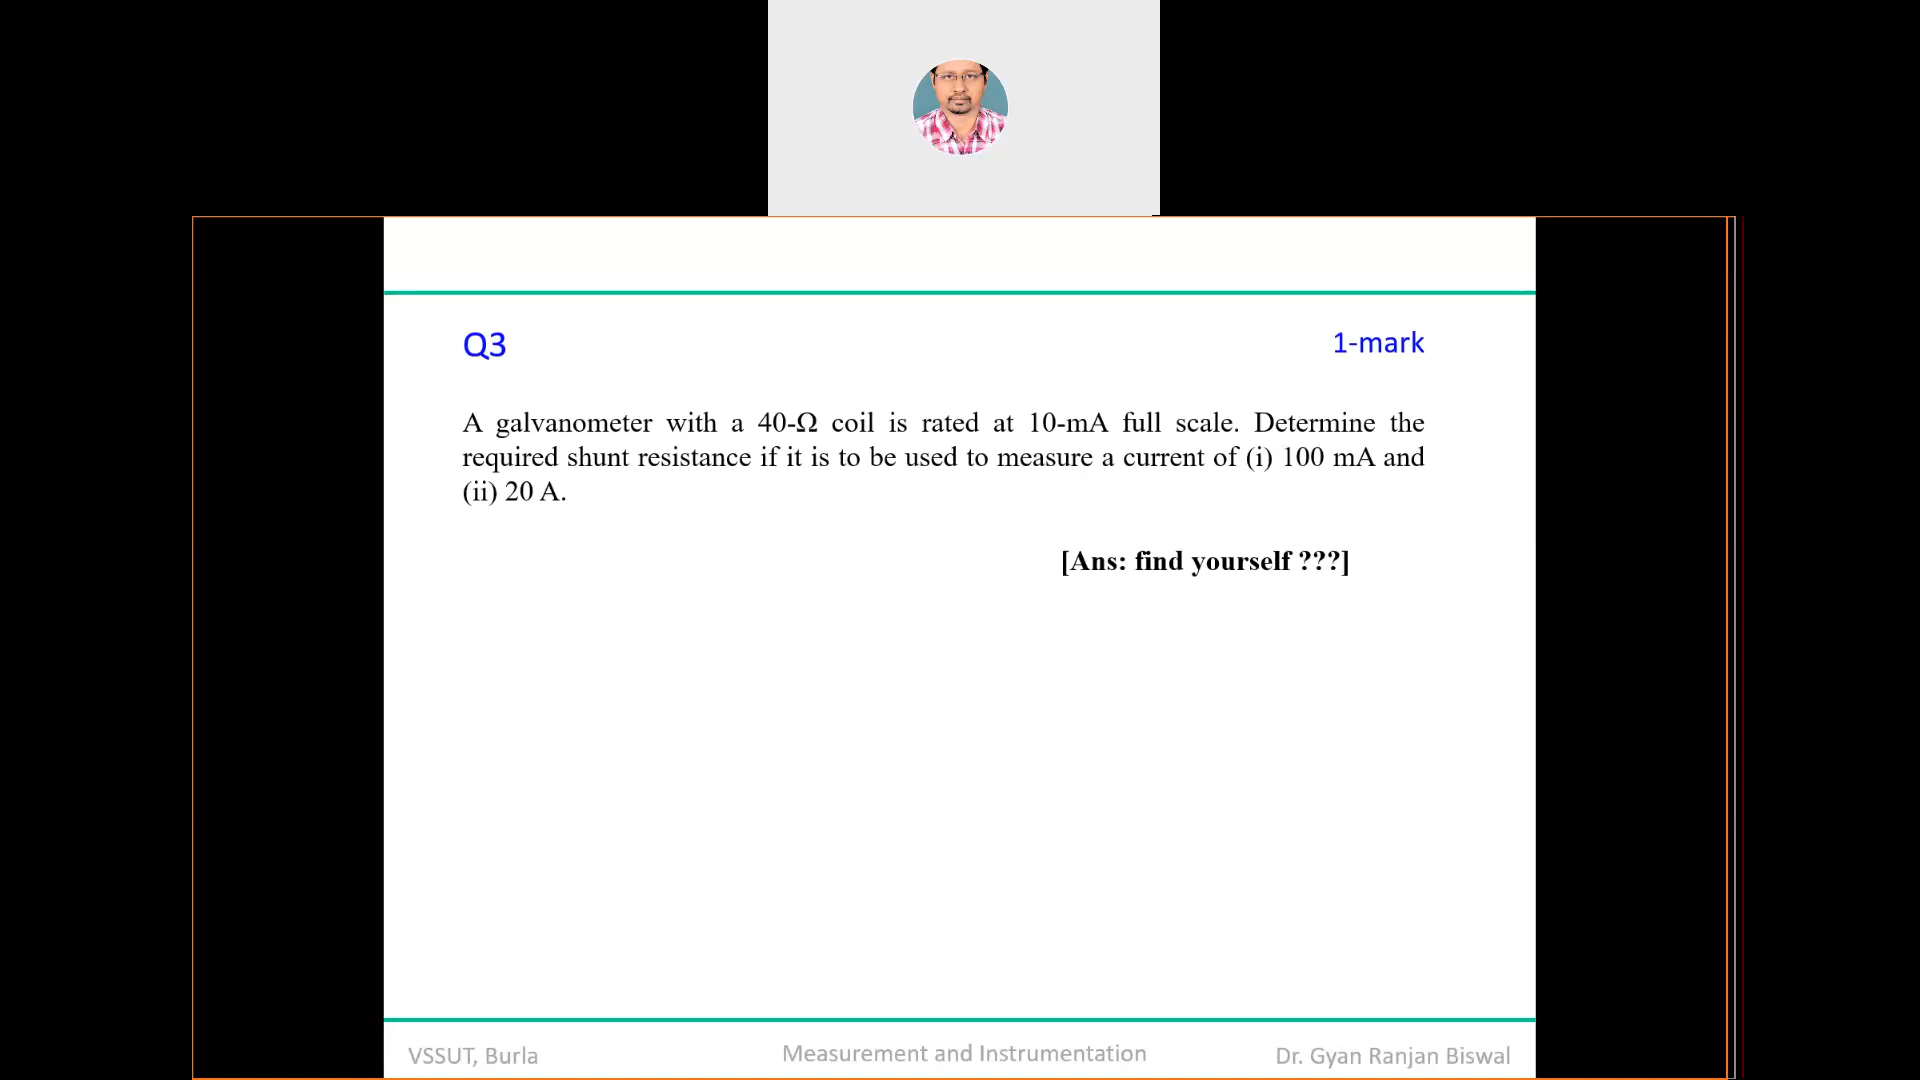 Q3
1-mark
A galvanometer with a 40-Ω coil is rated at 10-mA full scale. Determine the
required shunt resistance if it is to be used to measure a current of (i) 100 mA and
(ii) 20 A.
[Ans: find yourself ???]
VSSUT, Burla
Measurement and Instrumentation
Dr. Gyan Ranjan Biswal